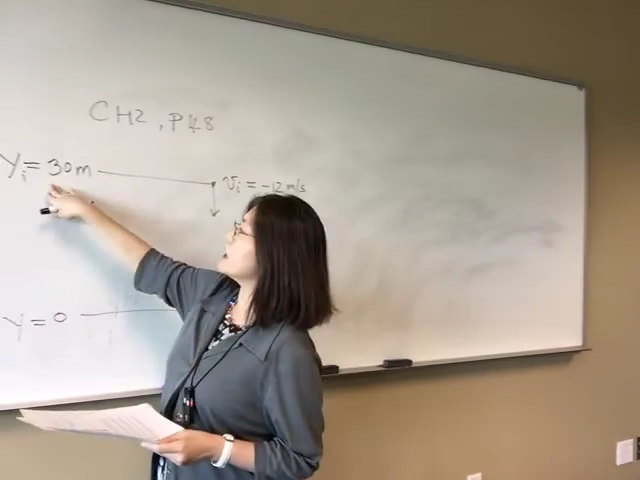 CH2, P48
yᵢ = 30m
vᵢ = -12 m/s
y = 0